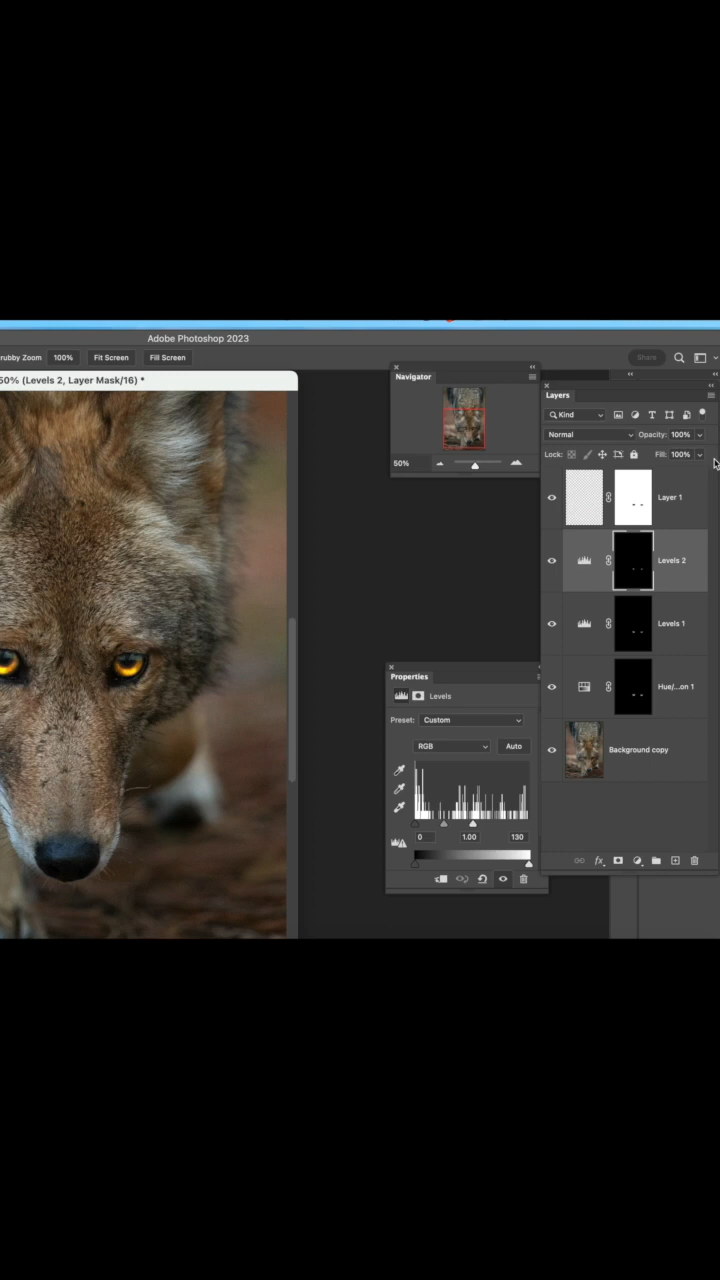 Adobe Photoshop 2023
rubby Zoom 100% Fit Screen Fill Screen Share
50% (Levels 2, Layer Mask/16) *
Navigator
50%
Layers
Kind
Normal Opacity: 100%
Lock: Fill: 100%
Layer 1
Levels 2
Levels 1
Hue/...on 1
Background copy
fx
Properties
Levels
Preset: Custom
RGB Auto
0 1.00 130